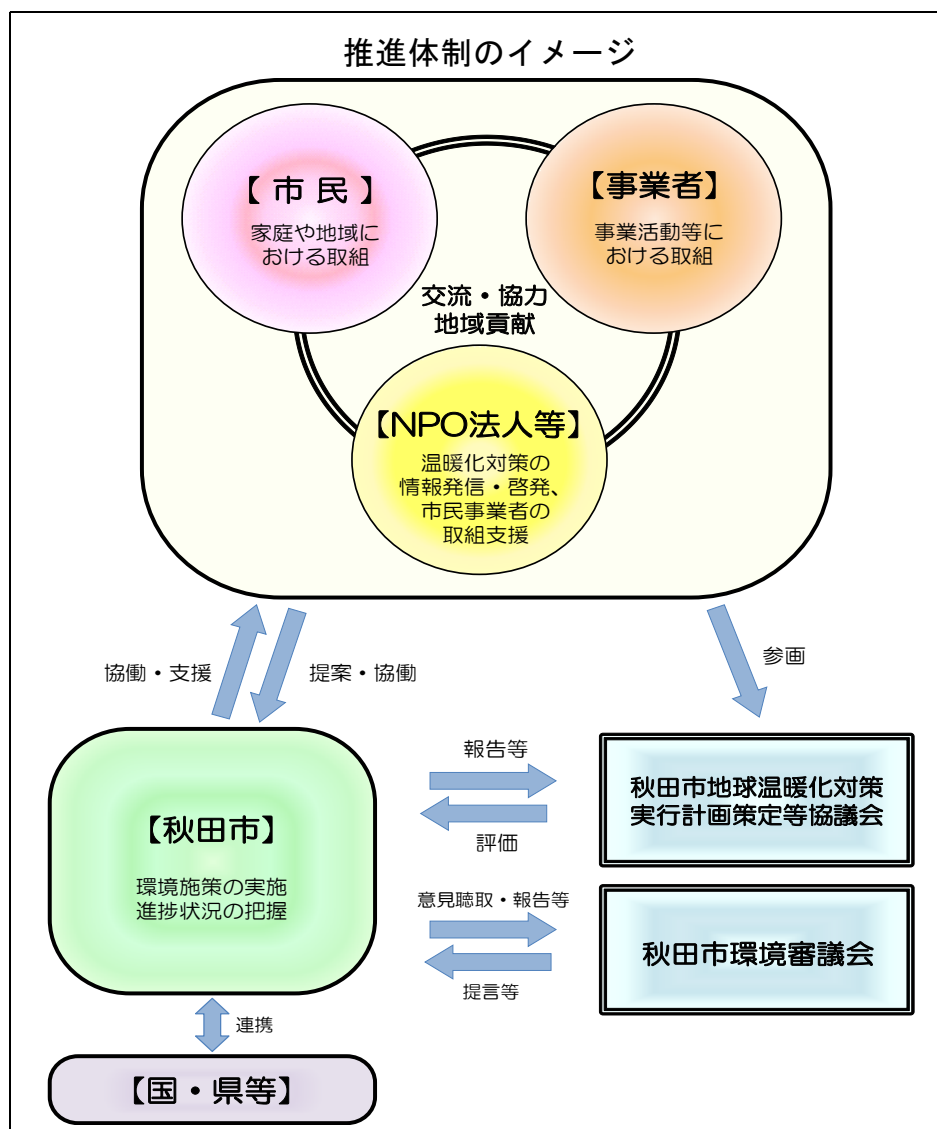 推進体制のイメージ
【 市 民 】
家庭や地域に
おける取組
【事業者】
事業活動等に
おける取組
交流・協力
地域貢献
【NPO法人等】
温暖化対策の
情報発信・啓発、
市民事業者の
取組支援
協働・支援
提案・協働
参画
【秋田市】
環境施策の実施
進捗状況の把握
報告等
評価
秋田市地球温暖化対策
実行計画策定等協議会
意見聴取・報告等
提言等
秋田市環境審議会
連携
【国・県等】